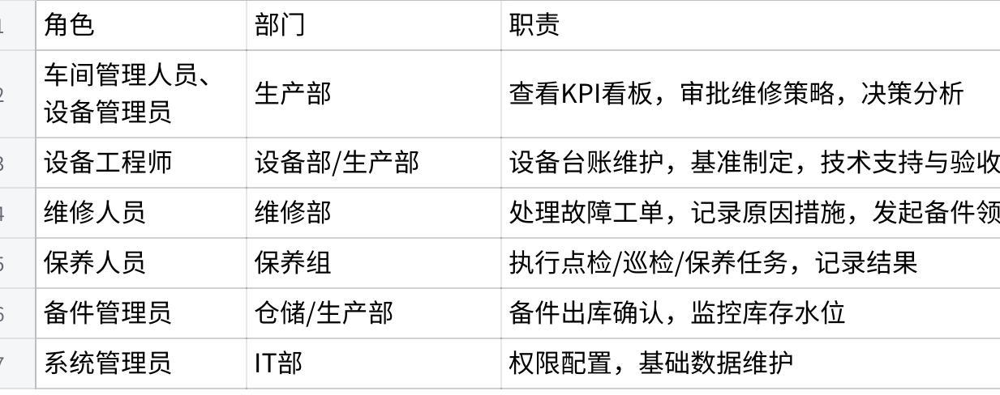 1 角色 部门 职责
2 车间管理人员、设备管理员 生产部 查看KPI看板，审批维修策略，决策分析
3 设备工程师 设备部/生产部 设备台账维护，基准制定，技术支持与验收
4 维修人员 维修部 处理故障工单，记录原因措施，发起备件领
5 保养人员 保养组 执行点检/巡检/保养任务，记录结果
6 备件管理员 仓储/生产部 备件出库确认，监控库存水位
7 系统管理员 IT部 权限配置，基础数据维护